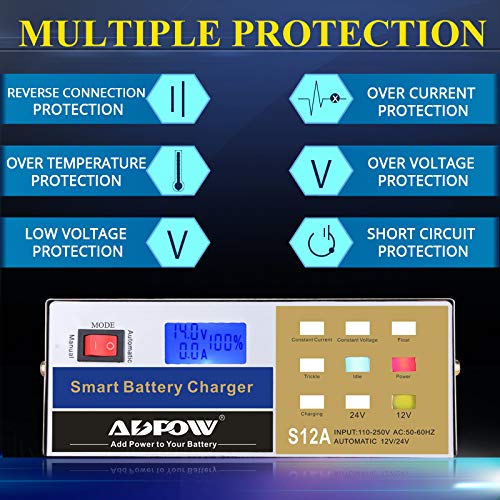 MULTIPLE PROTECTION
REVERSE CONNECTION
PROTECTION
OVER CURRENT
PROTECTION
OVER TEMPERATURE
PROTECTION
OVER VOLTAGE
PROTECTION
V
LOW VOLTAGE
PROTECTION
V
SHORT CIRCUIT
PROTECTION
MODE
Automatic
Manual
14.0V
0.0A
100%
Constant Current
Constant Voltage
Float
Trickle
Idle
Power
Charging
24V
12V
Smart Battery Charger
ADPOW
Add Power to Your Battery
S12A
INPUT:110-250V AC:50-60HZ
AUTOMATIC 12V/24V